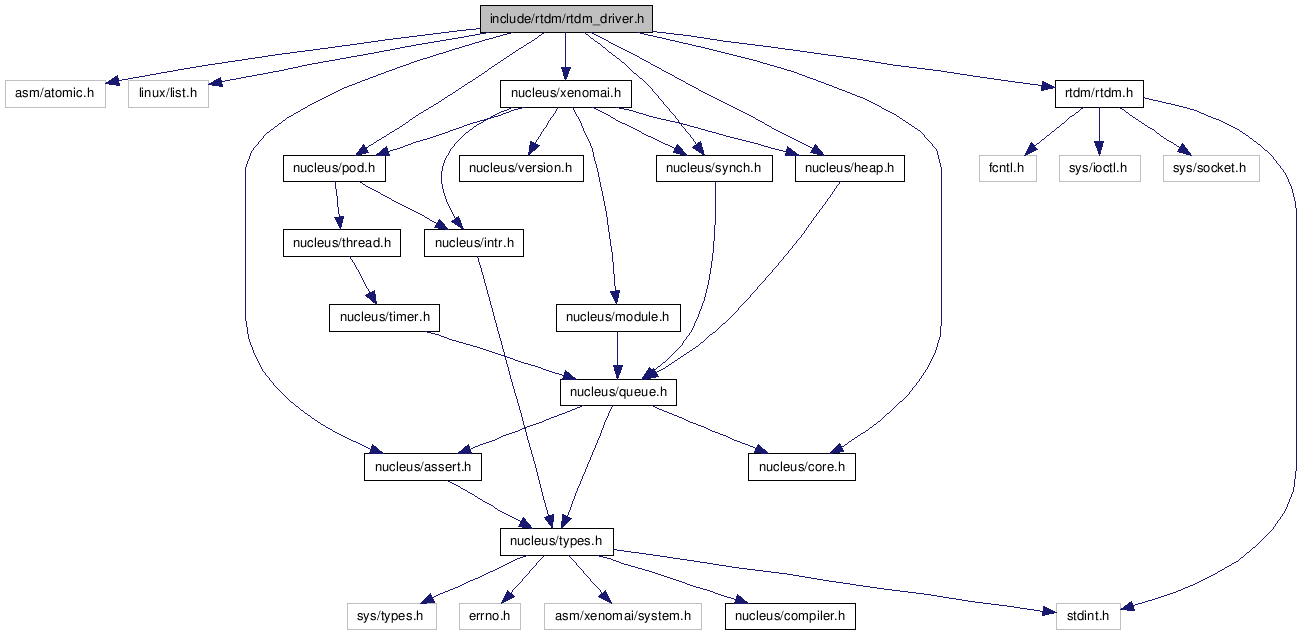 include/rtdm/rtdm_driver.h
asm/atomic.h
linux/list.h
nucleus/xenomai.h
rtdm/rtdm.h
nucleus/pod.h
nucleus/version.h
nucleus/synch.h
nucleus/heap.h
fcntl.h
sys/ioctl.h
sys/socket.h
nucleus/thread.h
nucleus/intr.h
nucleus/timer.h
nucleus/module.h
nucleus/queue.h
nucleus/assert.h
nucleus/core.h
nucleus/types.h
sys/types.h
errno.h
asm/xenomai/system.h
nucleus/compiler.h
stdint.h